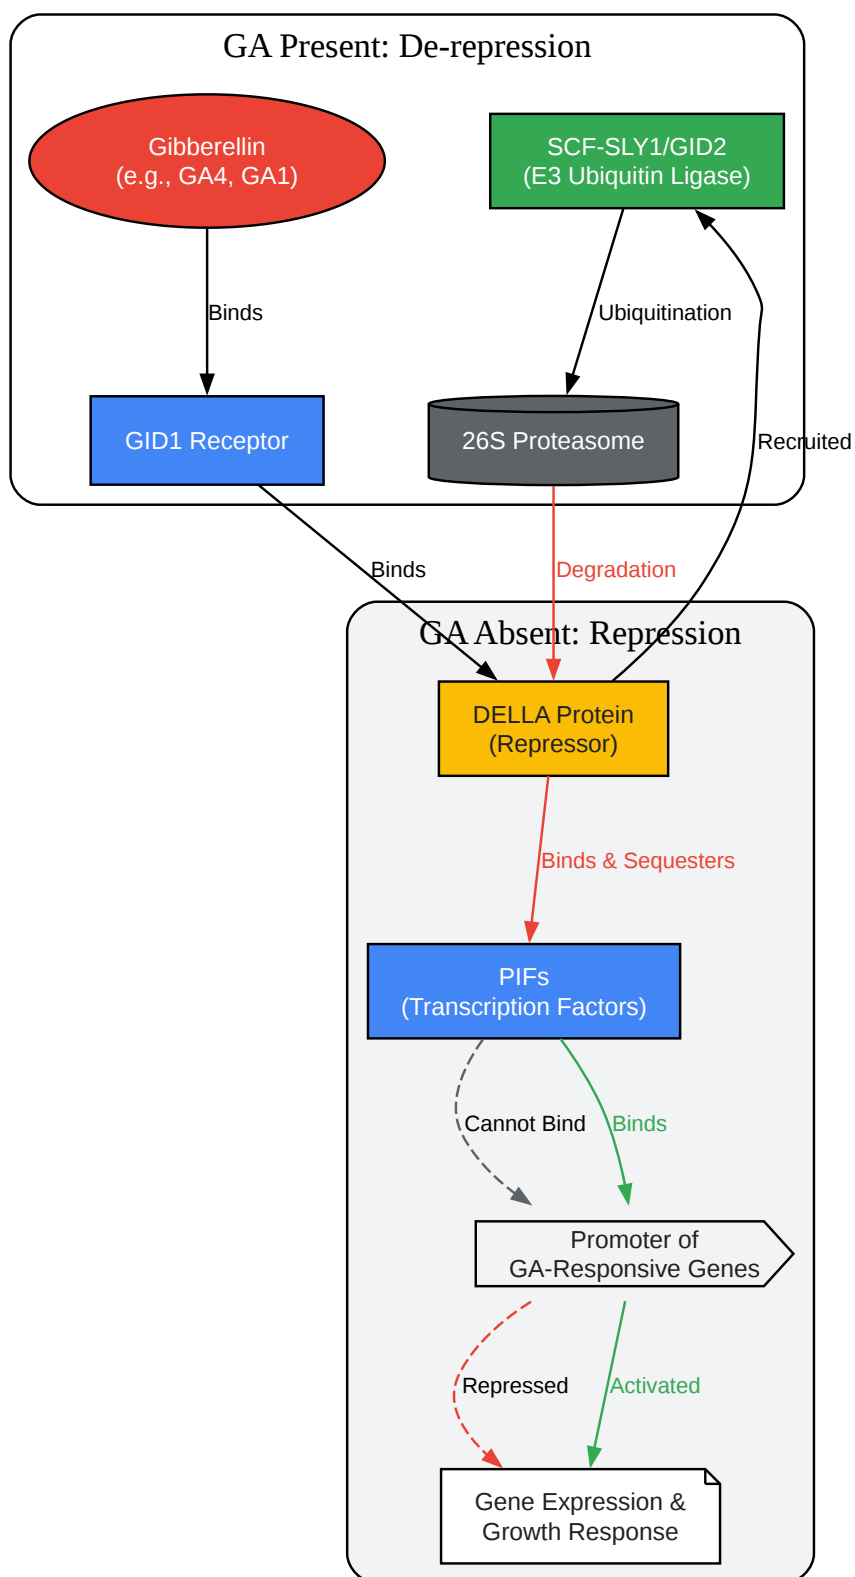 GA Present: De-repression
Gibberellin
(e.g., GA4, GA1)
SCF-SLY1/GID2
(E3 Ubiquitin Ligase)
Binds
Ubiquitination
GID1 Receptor
26S Proteasome
Recruited
Binds
Degradation
GA Absent: Repression
DELLA Protein
(Repressor)
Binds & Sequesters
PIFs
(Transcription Factors)
Cannot Bind
Binds
Promoter of
GA-Responsive Genes
Repressed
Activated
Gene Expression &
Growth Response